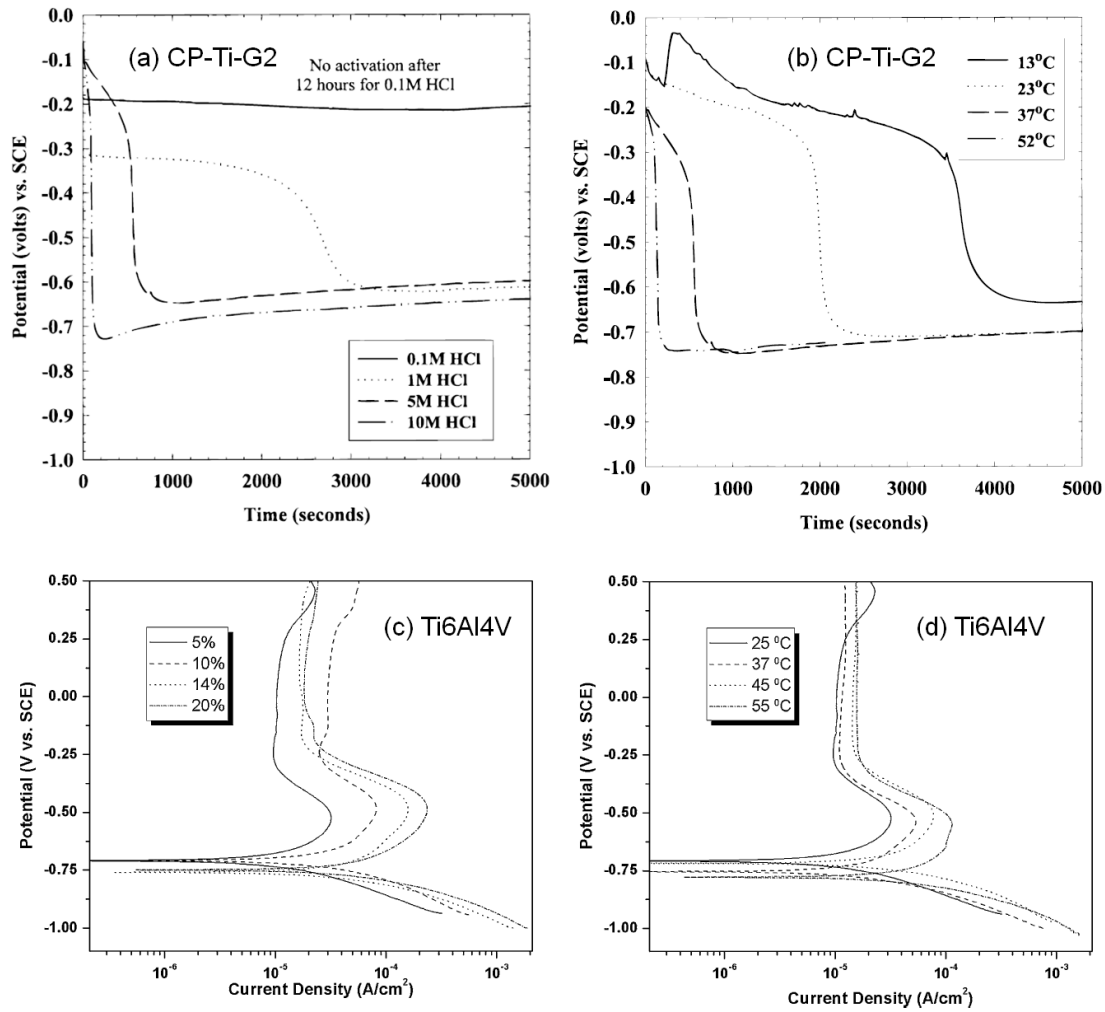 (a) CP-Ti-G2
No activation after
12 hours for 0.1M HCl
0.0
-0.1
-0.2
-0.3
-0.4
-0.5
-0.6
-0.7
-0.8
-0.9
-1.0
Potential (volts) vs. SCE
0.1M HCl
1M HCl
5M HCl
10M HCl
0 1000 2000 3000 4000 5000
Time (seconds)
(b) CP-Ti-G2
0.0
-0.1
-0.2
-0.3
-0.4
-0.5
-0.6
-0.7
-0.8
-0.9
-1.0
Potential (volts) vs. SCE
13°C
23°C
37°C
52°C
0 1000 2000 3000 4000 5000
Time (seconds)
(c) Ti6Al4V
0.50
0.25
0.00
-0.25
-0.50
-0.75
-1.00
Potential (V vs. SCE)
5%
10%
14%
20%
10⁻⁶ 10⁻⁵ 10⁻⁴ 10⁻³
Current Density (A/cm²)
(d) Ti6Al4V
0.50
0.25
0.00
-0.25
-0.50
-0.75
-1.00
Potential (V vs. SCE)
25 ⁰C
37 ⁰C
45 ⁰C
55 ⁰C
10⁻⁶ 10⁻⁵ 10⁻⁴ 10⁻³
Current Density (A/cm²)